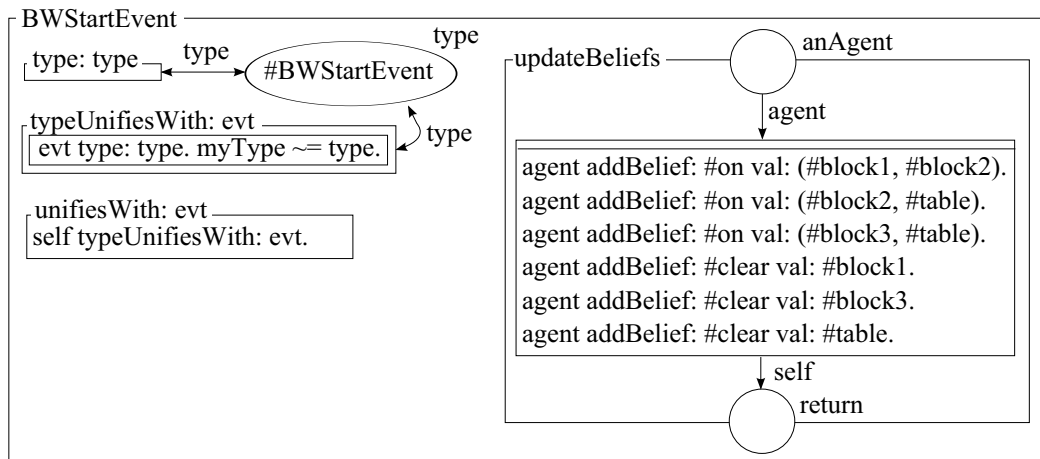 BWStartEvent
type
type: type
type
#BWStartEvent
typeUnifiesWith: evt
type
evt type: type. myType ~= type.
unifiesWith: evt
self typeUnifiesWith: evt.
anAgent
updateBeliefs
agent
agent addBelief: #on val: (#block1, #block2).
agent addBelief: #on val: (#block2, #table).
agent addBelief: #on val: (#block3, #table).
agent addBelief: #clear val: #block1.
agent addBelief: #clear val: #block3.
agent addBelief: #clear val: #table.
self
return